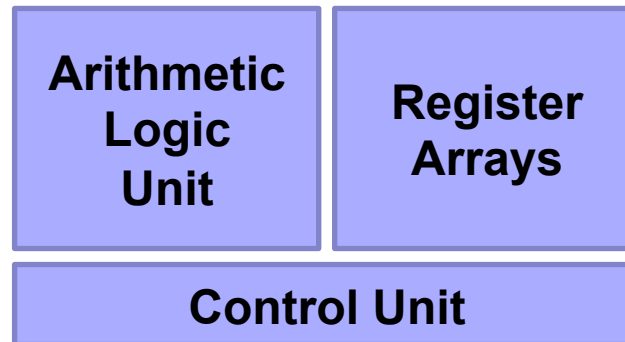 Arithmetic
Logic
Unit
Register
Arrays
Control Unit